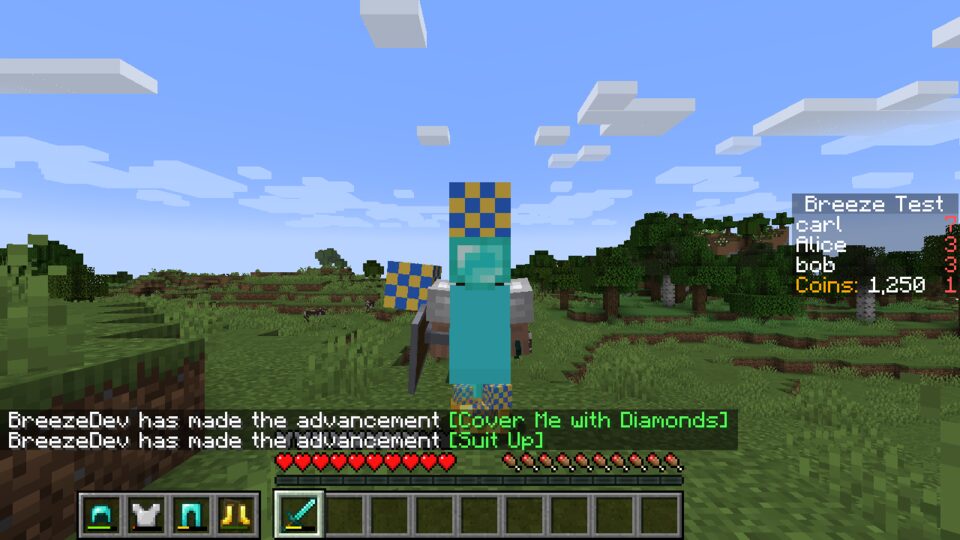 Breeze Test
carl 7
Alice 3
bob 3
Coins: 1,250 1
BreezeDev has made the advancement [Cover Me with Diamonds]
BreezeDev has made the advancement [Suit Up]